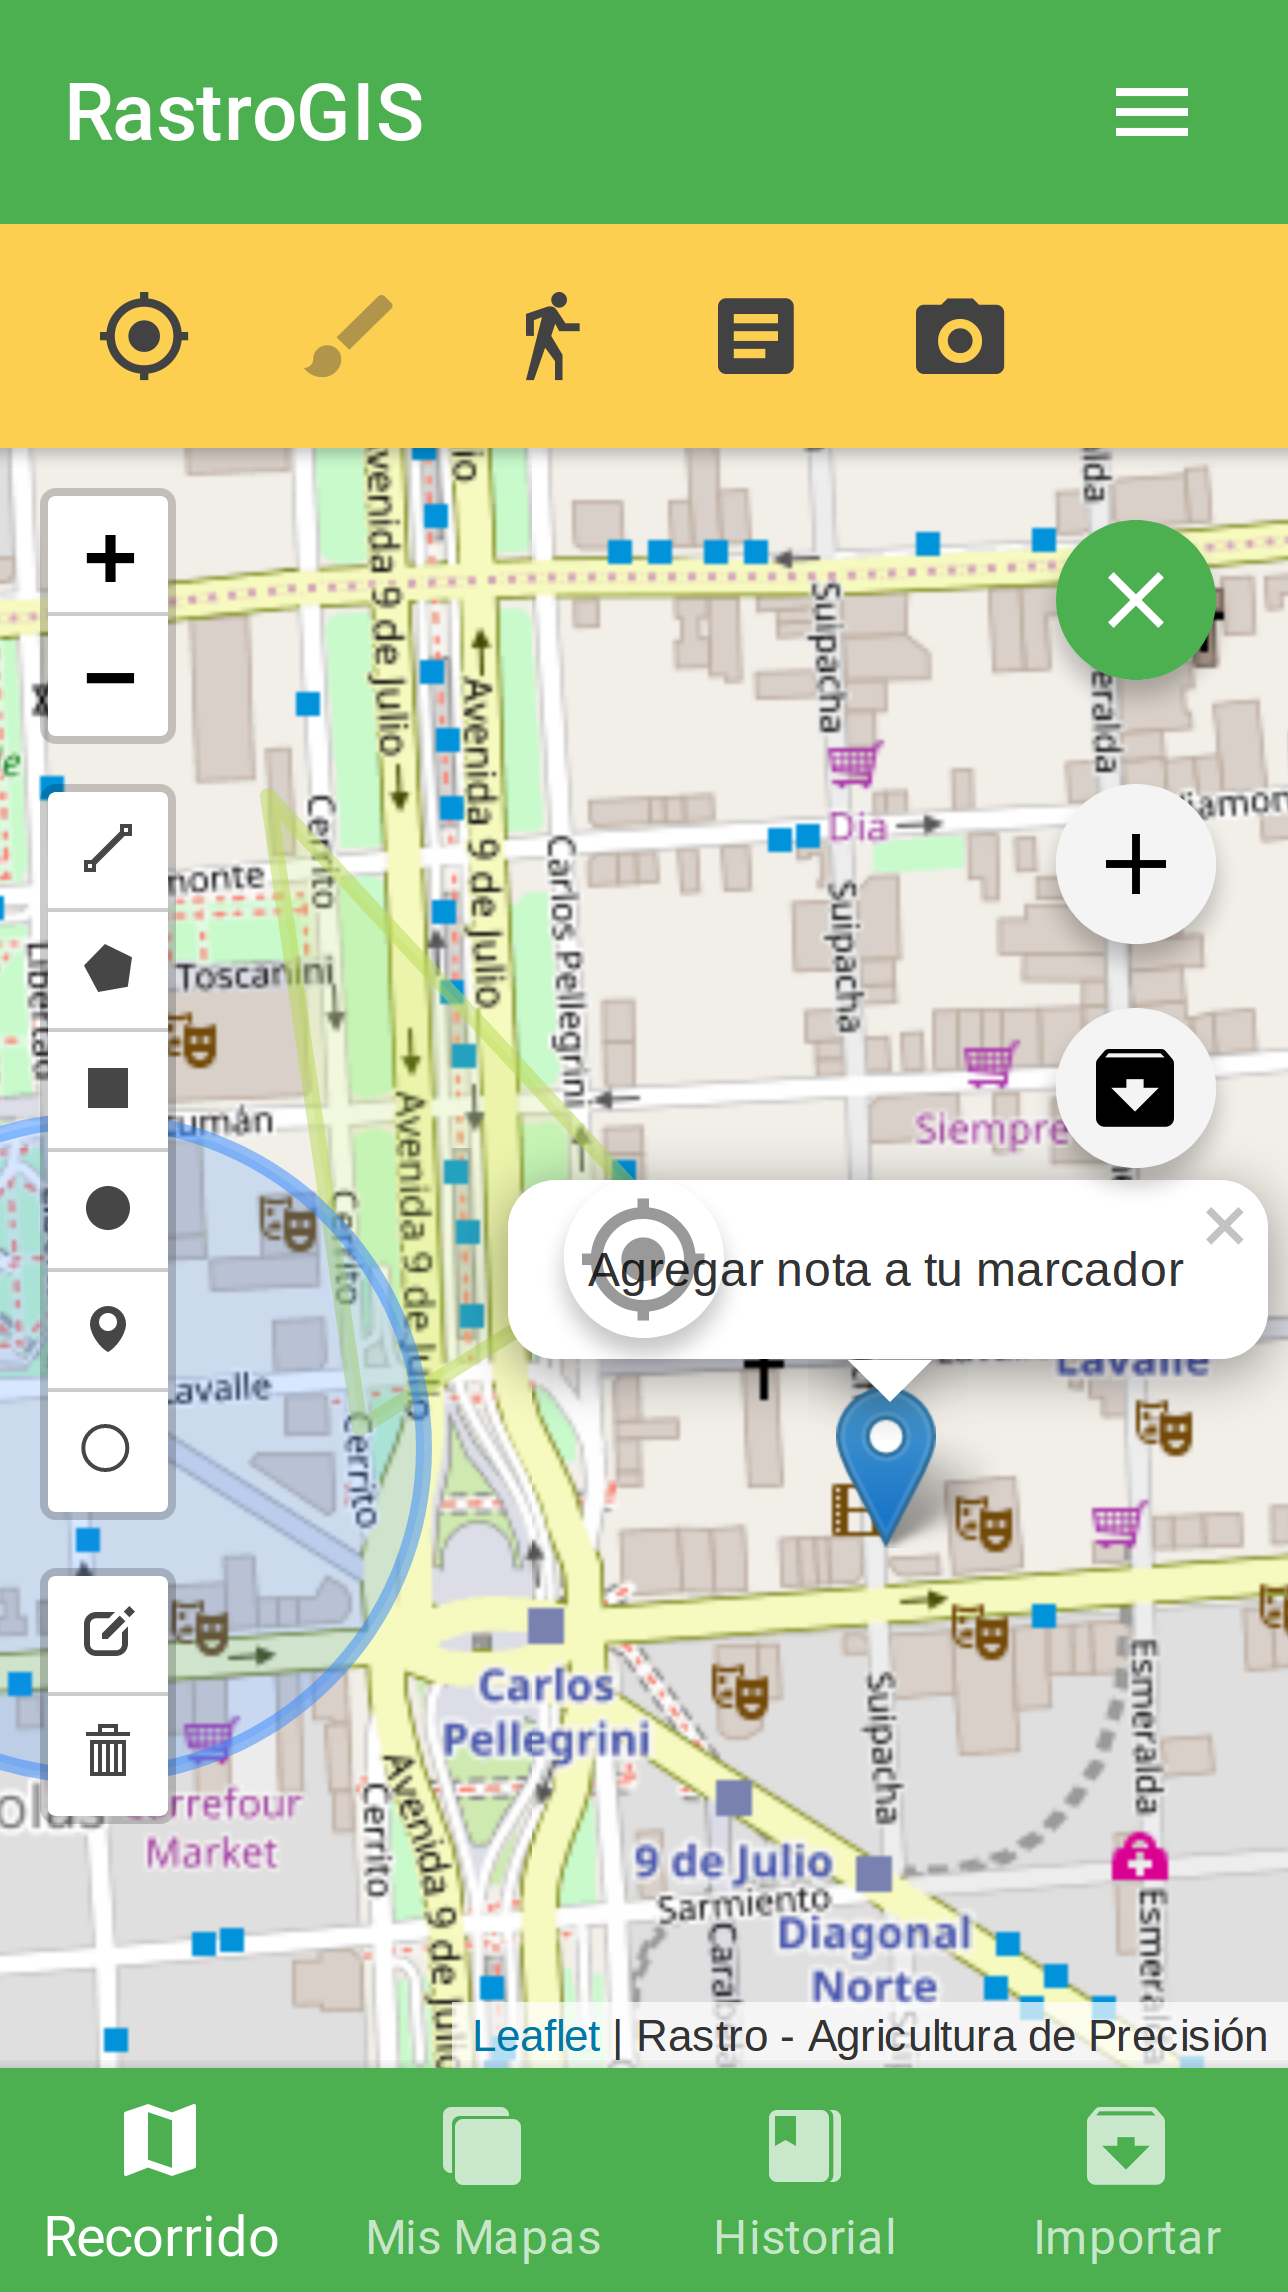 RastroGIS
Avenida 9 de Julio
Suipacha
Avenida 9 de Julio
Cerrito
Carlos Pellegrini
Dia
Suipacha
Toscanini
Siempre
Avenida 9 de Julio
Cerrito
Agregar nota a tu marcador
Lavalle
Lavalle
Cerrito
Carlos
Pellegrini
Suipacha
Esmeralda
Cerrito
Avenida 9 de Julio
Market
9 de Julio
Sarmiento
Diagonal
Norte
Leaflet | Rastro - Agricultura de Precisión
Recorrido
Mis Mapas
Historial
Importar